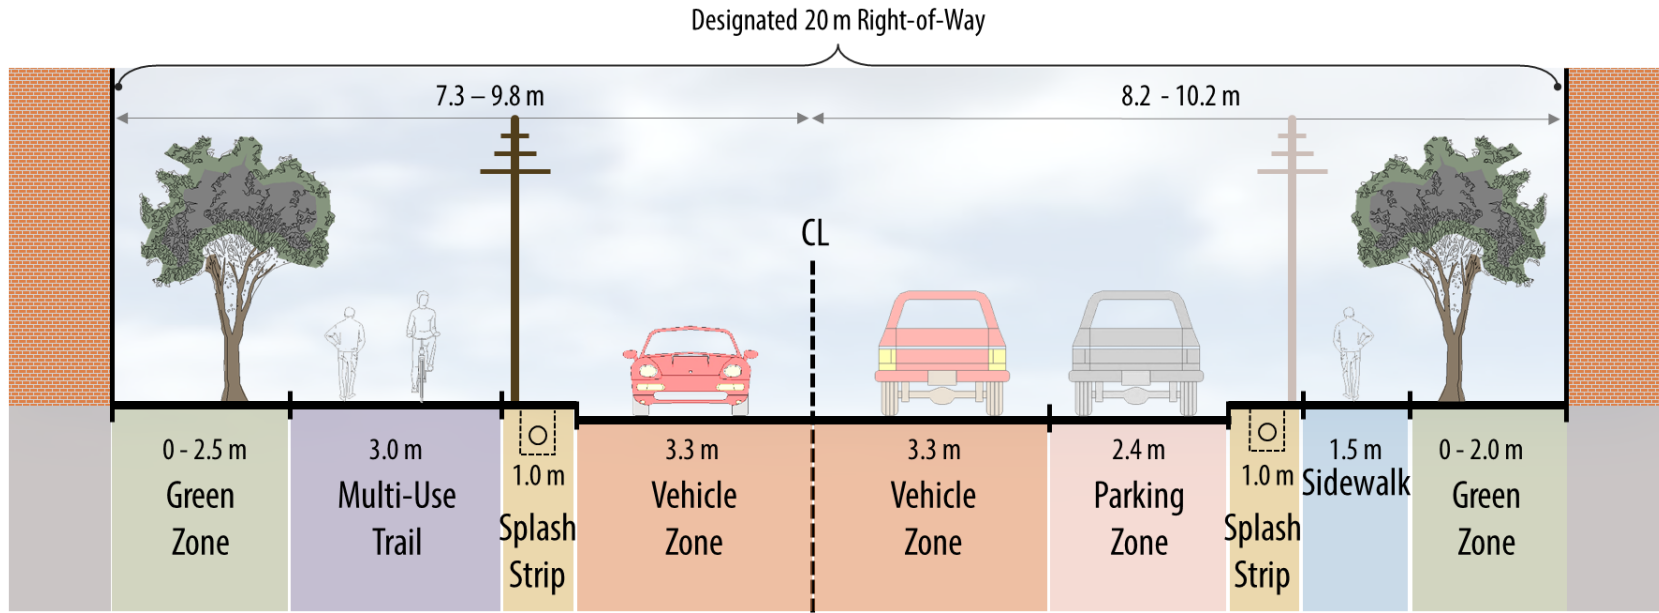 Designated 20 m Right-of-Way
7.3 – 9.8 m
8.2 - 10.2 m
CL
0 - 2.5 m
Green
Zone
3.0 m
Multi-Use
Trail
1.0 m
Splash
Strip
3.3 m
Vehicle
Zone
3.3 m
Vehicle
Zone
2.4 m
Parking
Zone
1.0 m
Splash
Strip
1.5 m
Sidewalk
0 - 2.0 m
Green
Zone